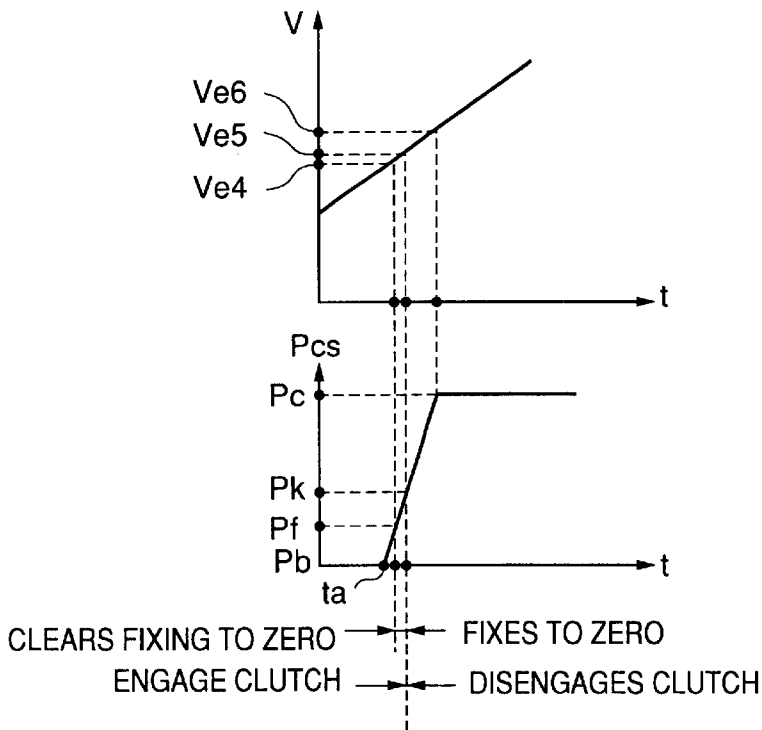 V
Ve6
Ve5
Ve4
t
Pcs
Pc
Pk
Pf
Pb
ta
t
CLEARS FIXING TO ZERO
FIXES TO ZERO
ENGAGE CLUTCH
DISENGAGES CLUTCH